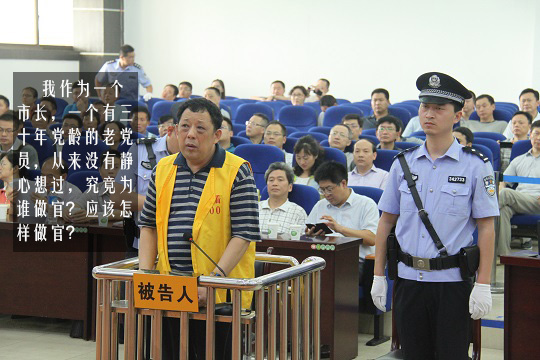 我作为一个
市长，一个有三
十年党龄的老党
员，从来没有静
心想过，究竟为
谁做官？应该怎
样做官？
被告人
242733